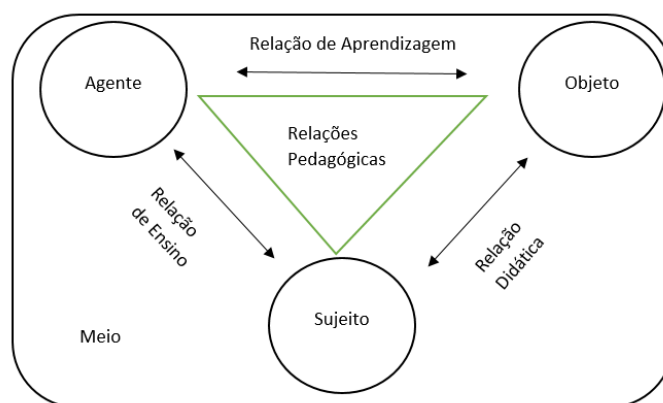 Relação de Aprendizagem
Agente
Objeto
Relações
Pedagógicas
Relação
de Ensino
Relação
Didática
Sujeito
Meio